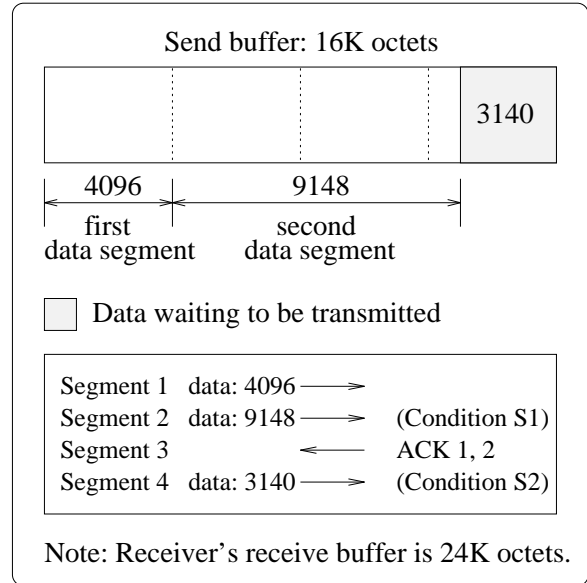 Send buffer: 16K octets
3140
4096 9148
first second
data segment data segment
Data waiting to be transmitted
Segment 1 data: 4096
Segment 2 data: 9148 (Condition S1)
Segment 3 ACK 1, 2
Segment 4 data: 3140 (Condition S2)
Note: Receiver's receive buffer is 24K octets.